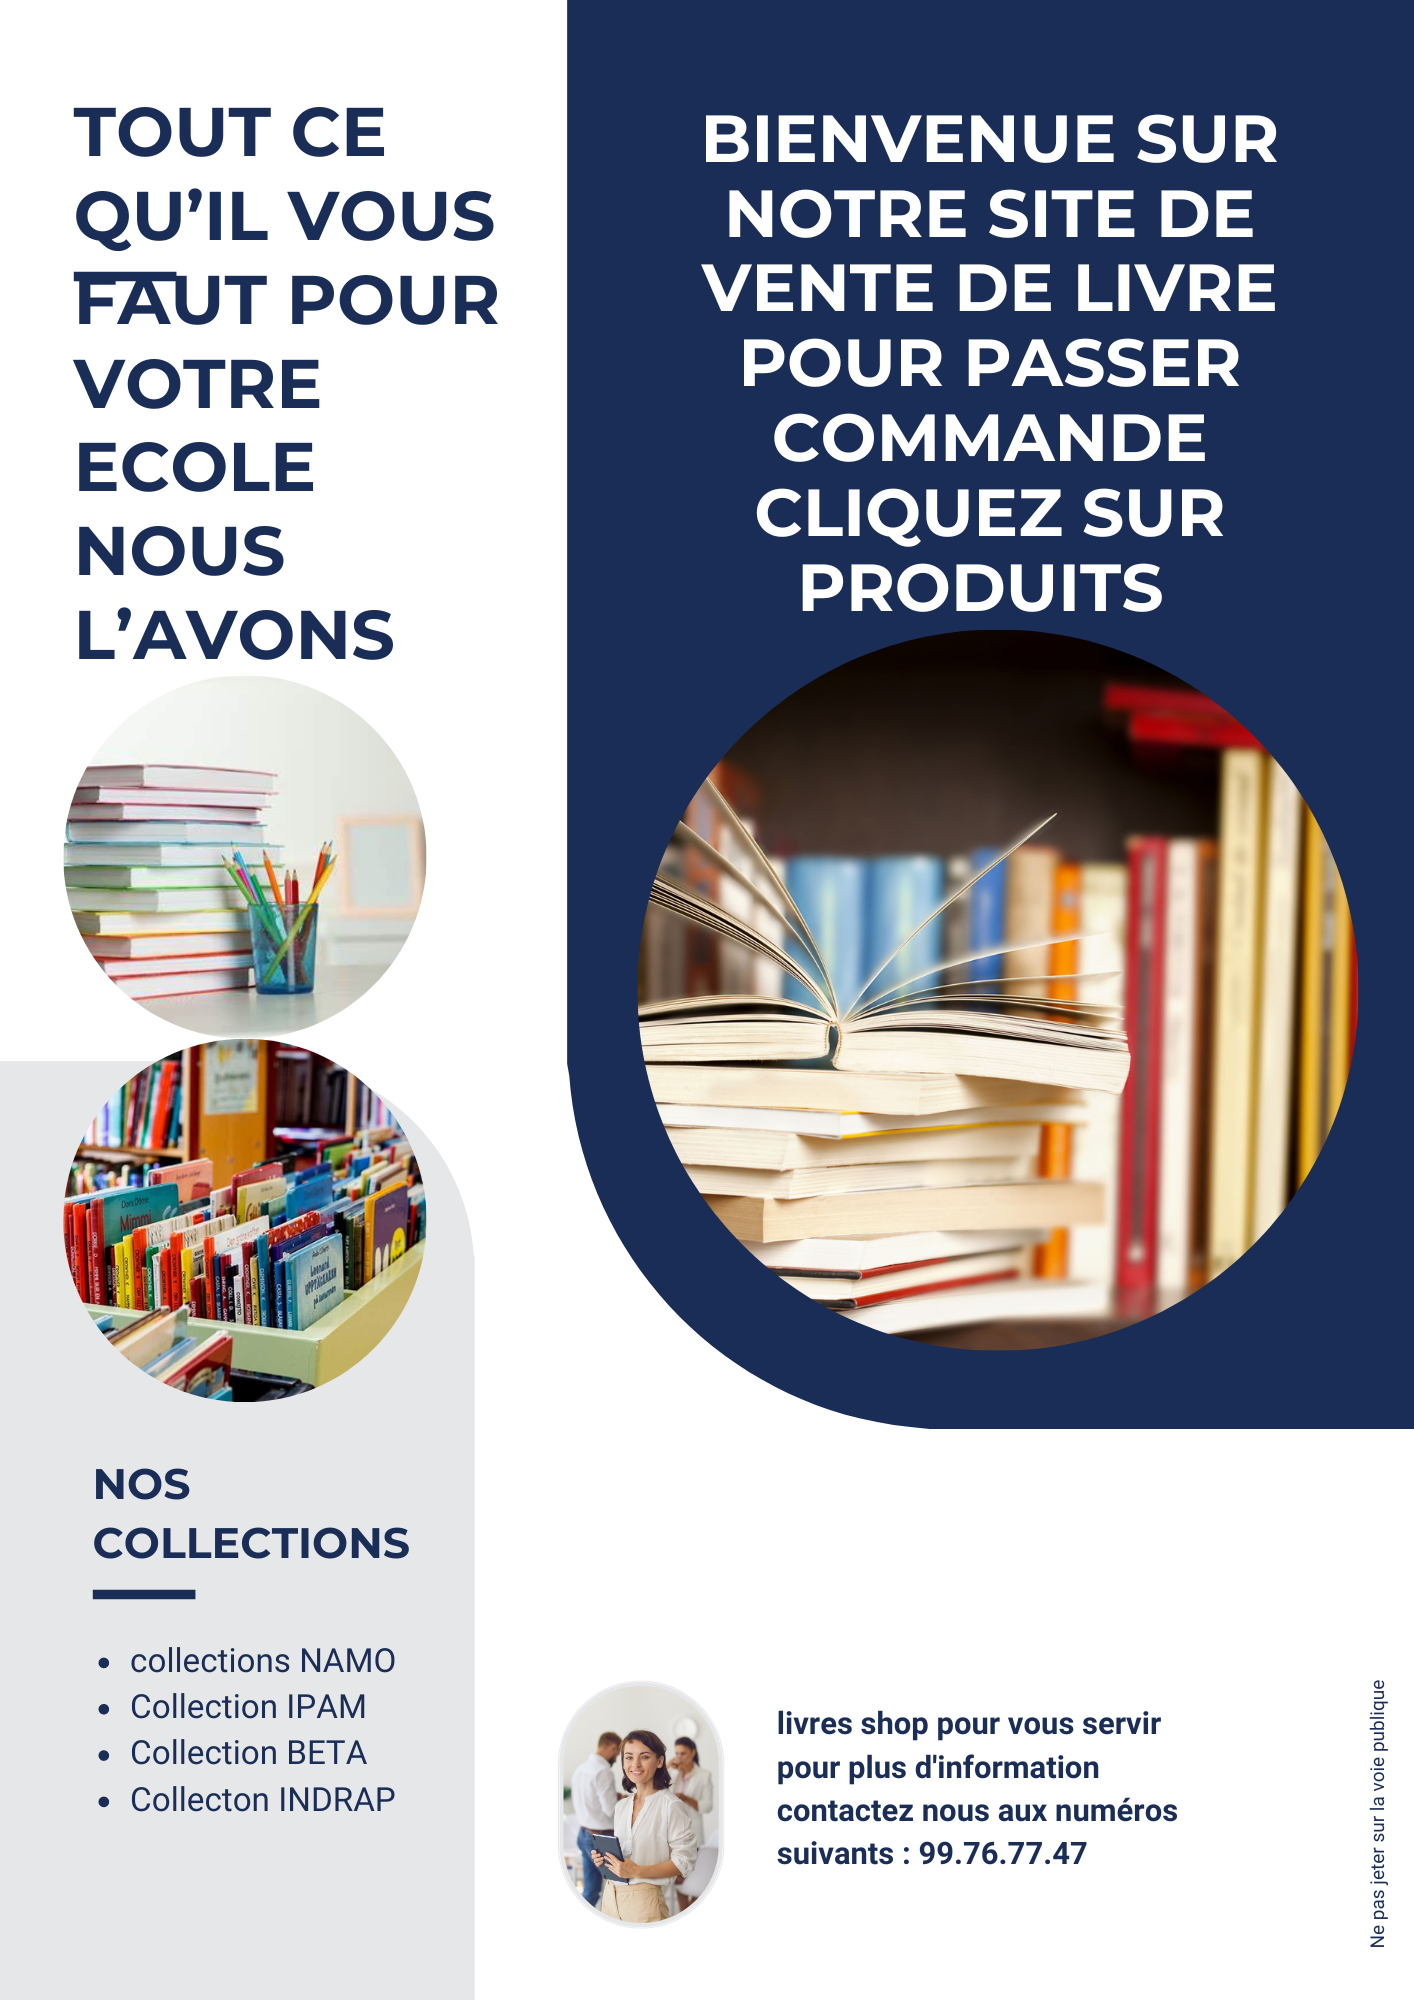 TOUT CE
QU’IL VOUS
FAUT POUR
VOTRE
ECOLE
NOUS
L’AVONS
BIENVENUE SUR
NOTRE SITE DE
VENTE DE LIVRE
POUR PASSER
COMMANDE
CLIQUEZ SUR
PRODUITS
Mimmi
NOS
COLLECTIONS
• collections NAMO
• Collection IPAM
• Collection BETA
• Collecton INDRAP
livres shop pour vous servir
pour plus d'information
contactez nous aux numéros
suivants : 99.76.77.47
Ne pas jeter sur la voie publique